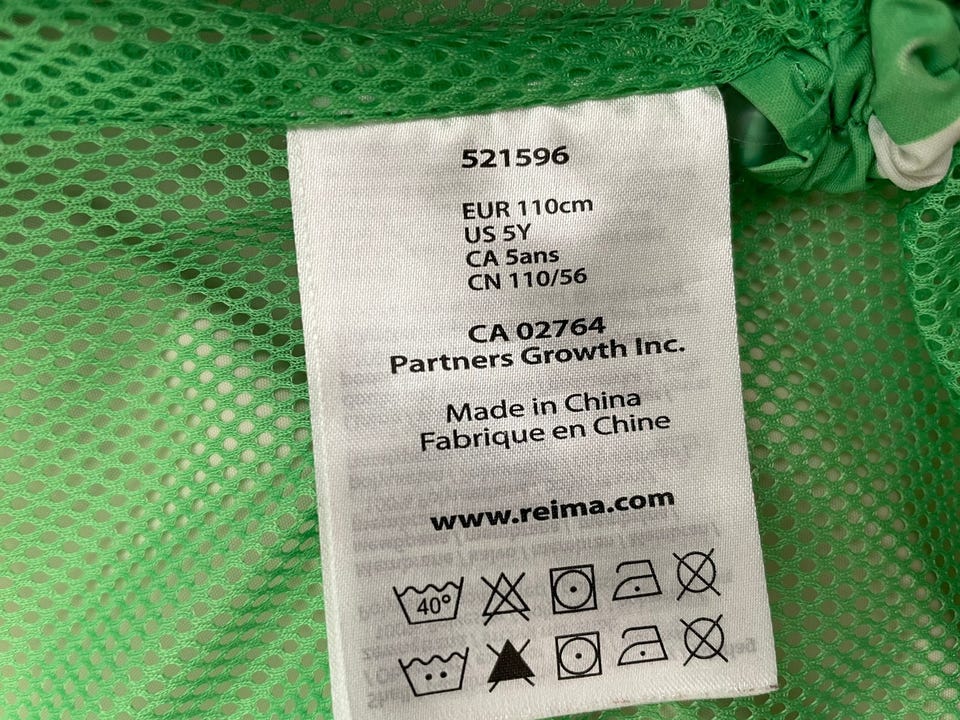 521596
EUR 110cm
US 5Y
CA 5ans
CN 110/56
CA 02764
Partners Growth Inc.
Made in China
Fabriqué en Chine
www.reima.com
40°